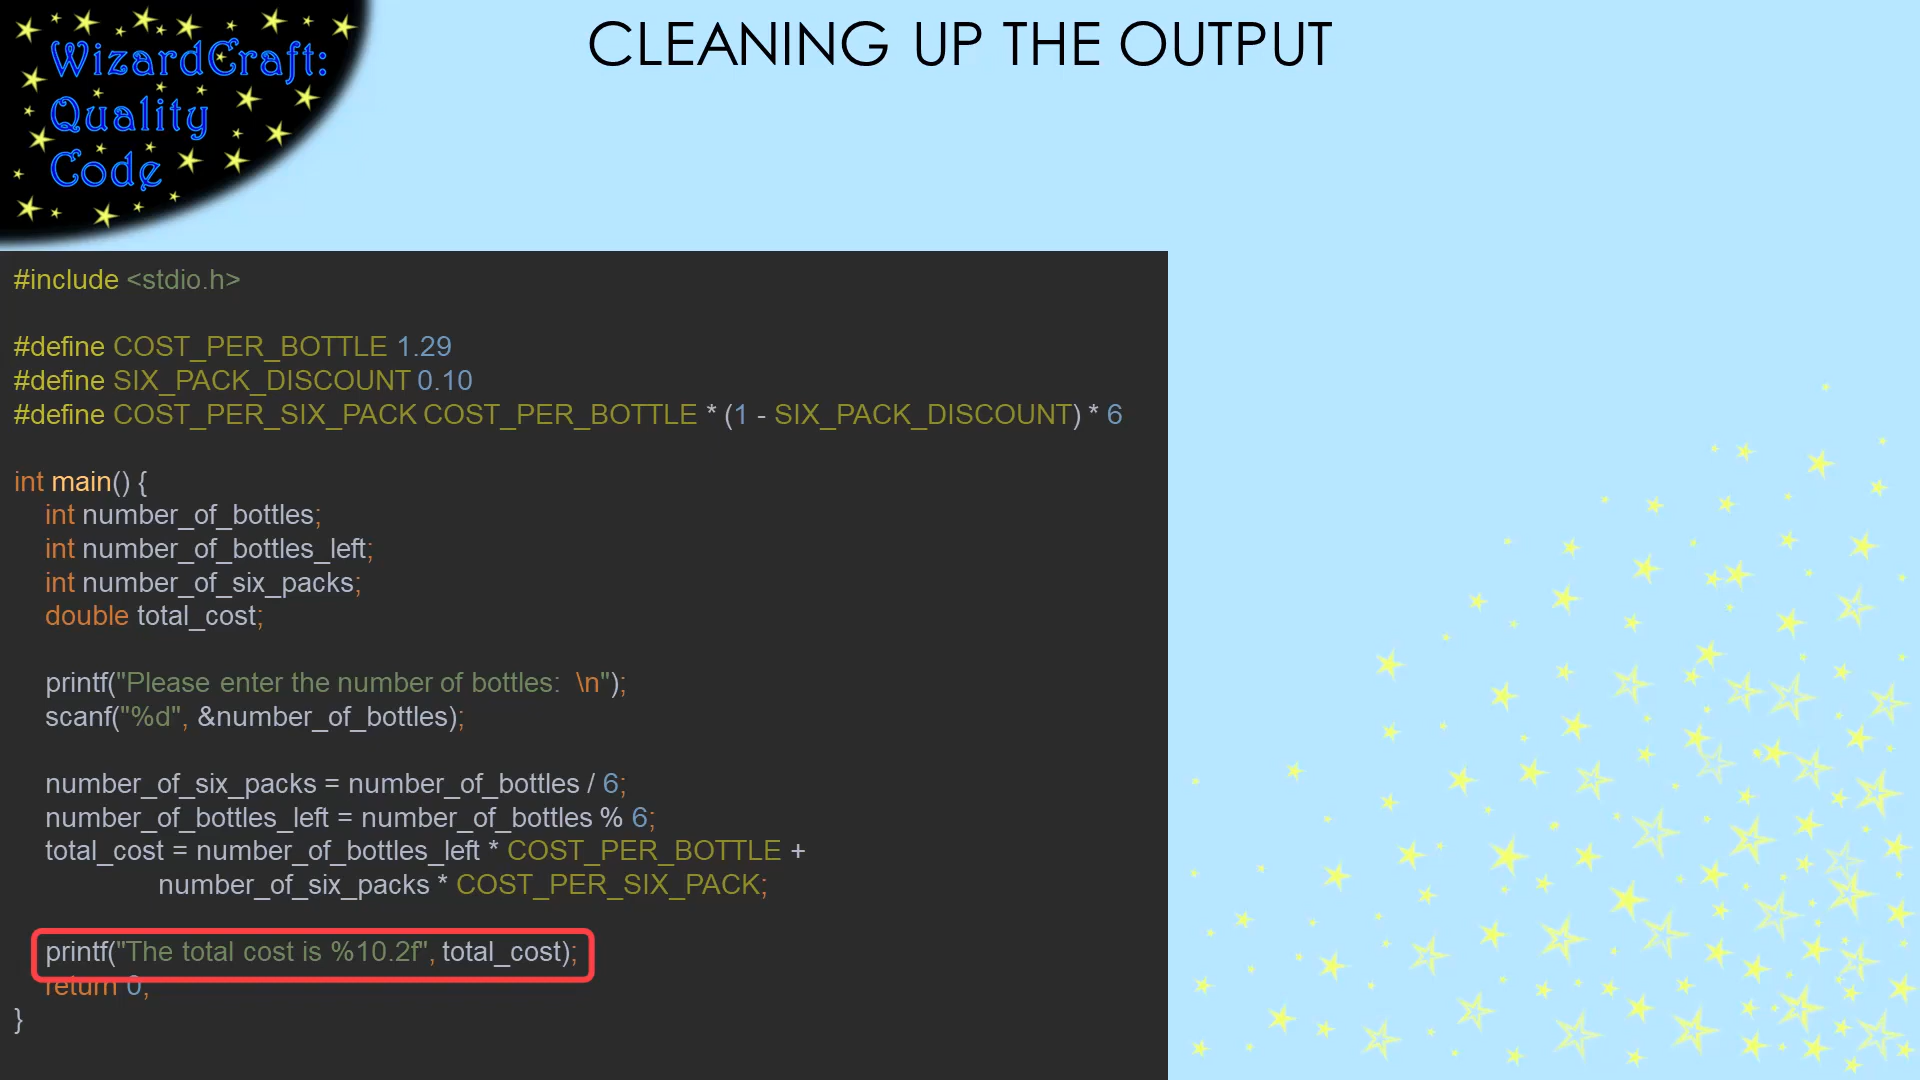 WizardCraft:
Quality
Code
CLEANING UP THE OUTPUT
#include <stdio.h>
#define COST_PER_BOTTLE 1.29
#define SIX_PACK_DISCOUNT 0.10
#define COST_PER_SIX_PACK COST_PER_BOTTLE * (1 - SIX_PACK_DISCOUNT) * 6
int main() {
int number_of_bottles;
int number_of_bottles_left;
int number_of_six_packs;
double total_cost;
printf("Please enter the number of bottles:  \n");
scanf("%d", &number_of_bottles);
number_of_six_packs = number_of_bottles / 6;
number_of_bottles_left = number_of_bottles % 6;
total_cost = number_of_bottles_left * COST_PER_BOTTLE +
number_of_six_packs * COST_PER_SIX_PACK;
printf("The total cost is %10.2f", total_cost);
return 0;
}